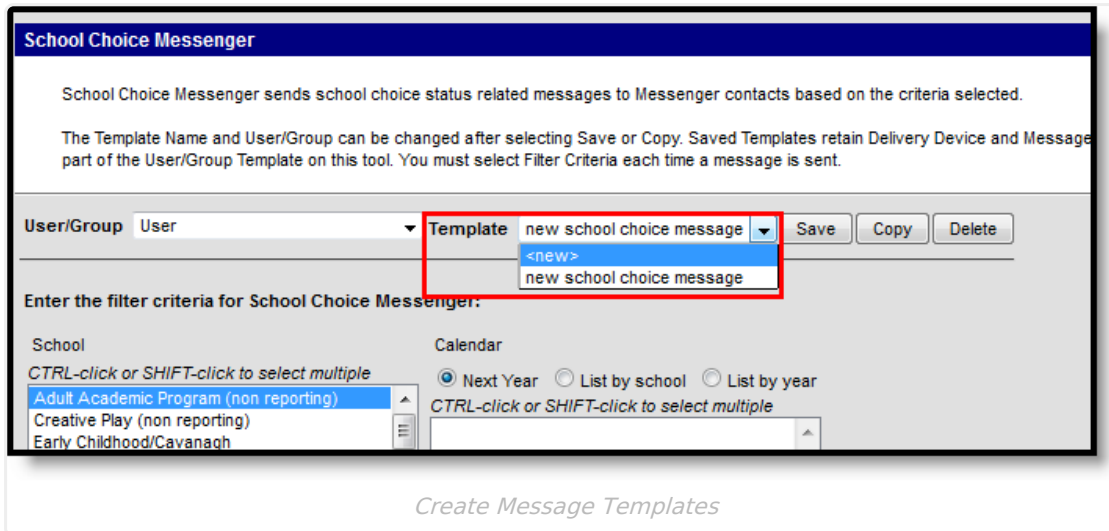 School Choice Messenger
School Choice Messenger sends school choice status related messages to Messenger contacts based on the criteria selected.
The Template Name and User/Group can be changed after selecting Save or Copy. Saved Templates retain Delivery Device and Message
part of the User/Group Template on this tool. You must select Filter Criteria each time a message is sent.
User/Group User Template new school choice message Save Copy Delete
<new>
new school choice message
Enter the filter criteria for School Choice Messenger:
School Calendar
CTRL-click or SHIFT-click to select multiple Next Year List by school List by year
Adult Academic Program (non reporting) CTRL-click or SHIFT-click to select multiple
Creative Play (non reporting)
Early Childhood/Cavanagh
Create Message Templates